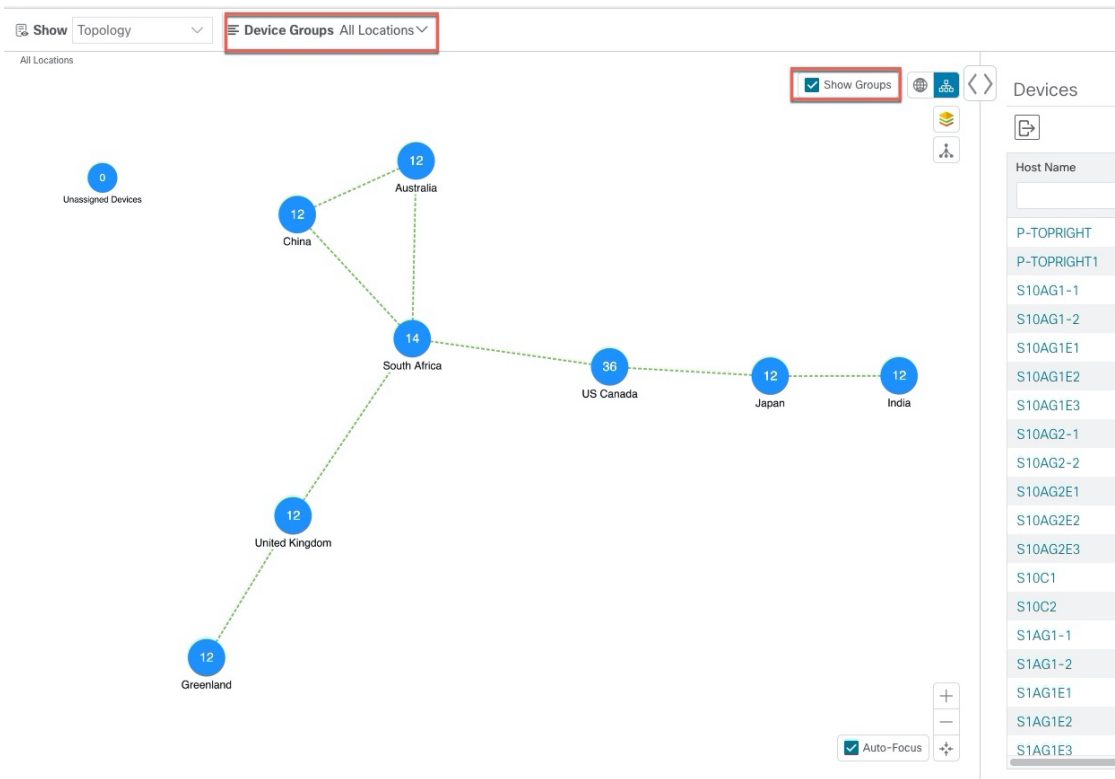 Show Topology Device Groups All Locations
All Locations
Show Groups
Devices
Host Name
0
Unassigned Devices
12
Australia
12
China
14
South Africa
36
US Canada
12
Japan
12
India
12
United Kingdom
12
Greenland
Auto-Focus
P-TOPRIGHT
P-TOPRIGHT1
S10AG1-1
S10AG1-2
S10AG1E1
S10AG1E2
S10AG1E3
S10AG2-1
S10AG2-2
S10AG2E1
S10AG2E2
S10AG2E3
S10C1
S10C2
S1AG1-1
S1AG1-2
S1AG1E1
S1AG1E2
S1AG1E3